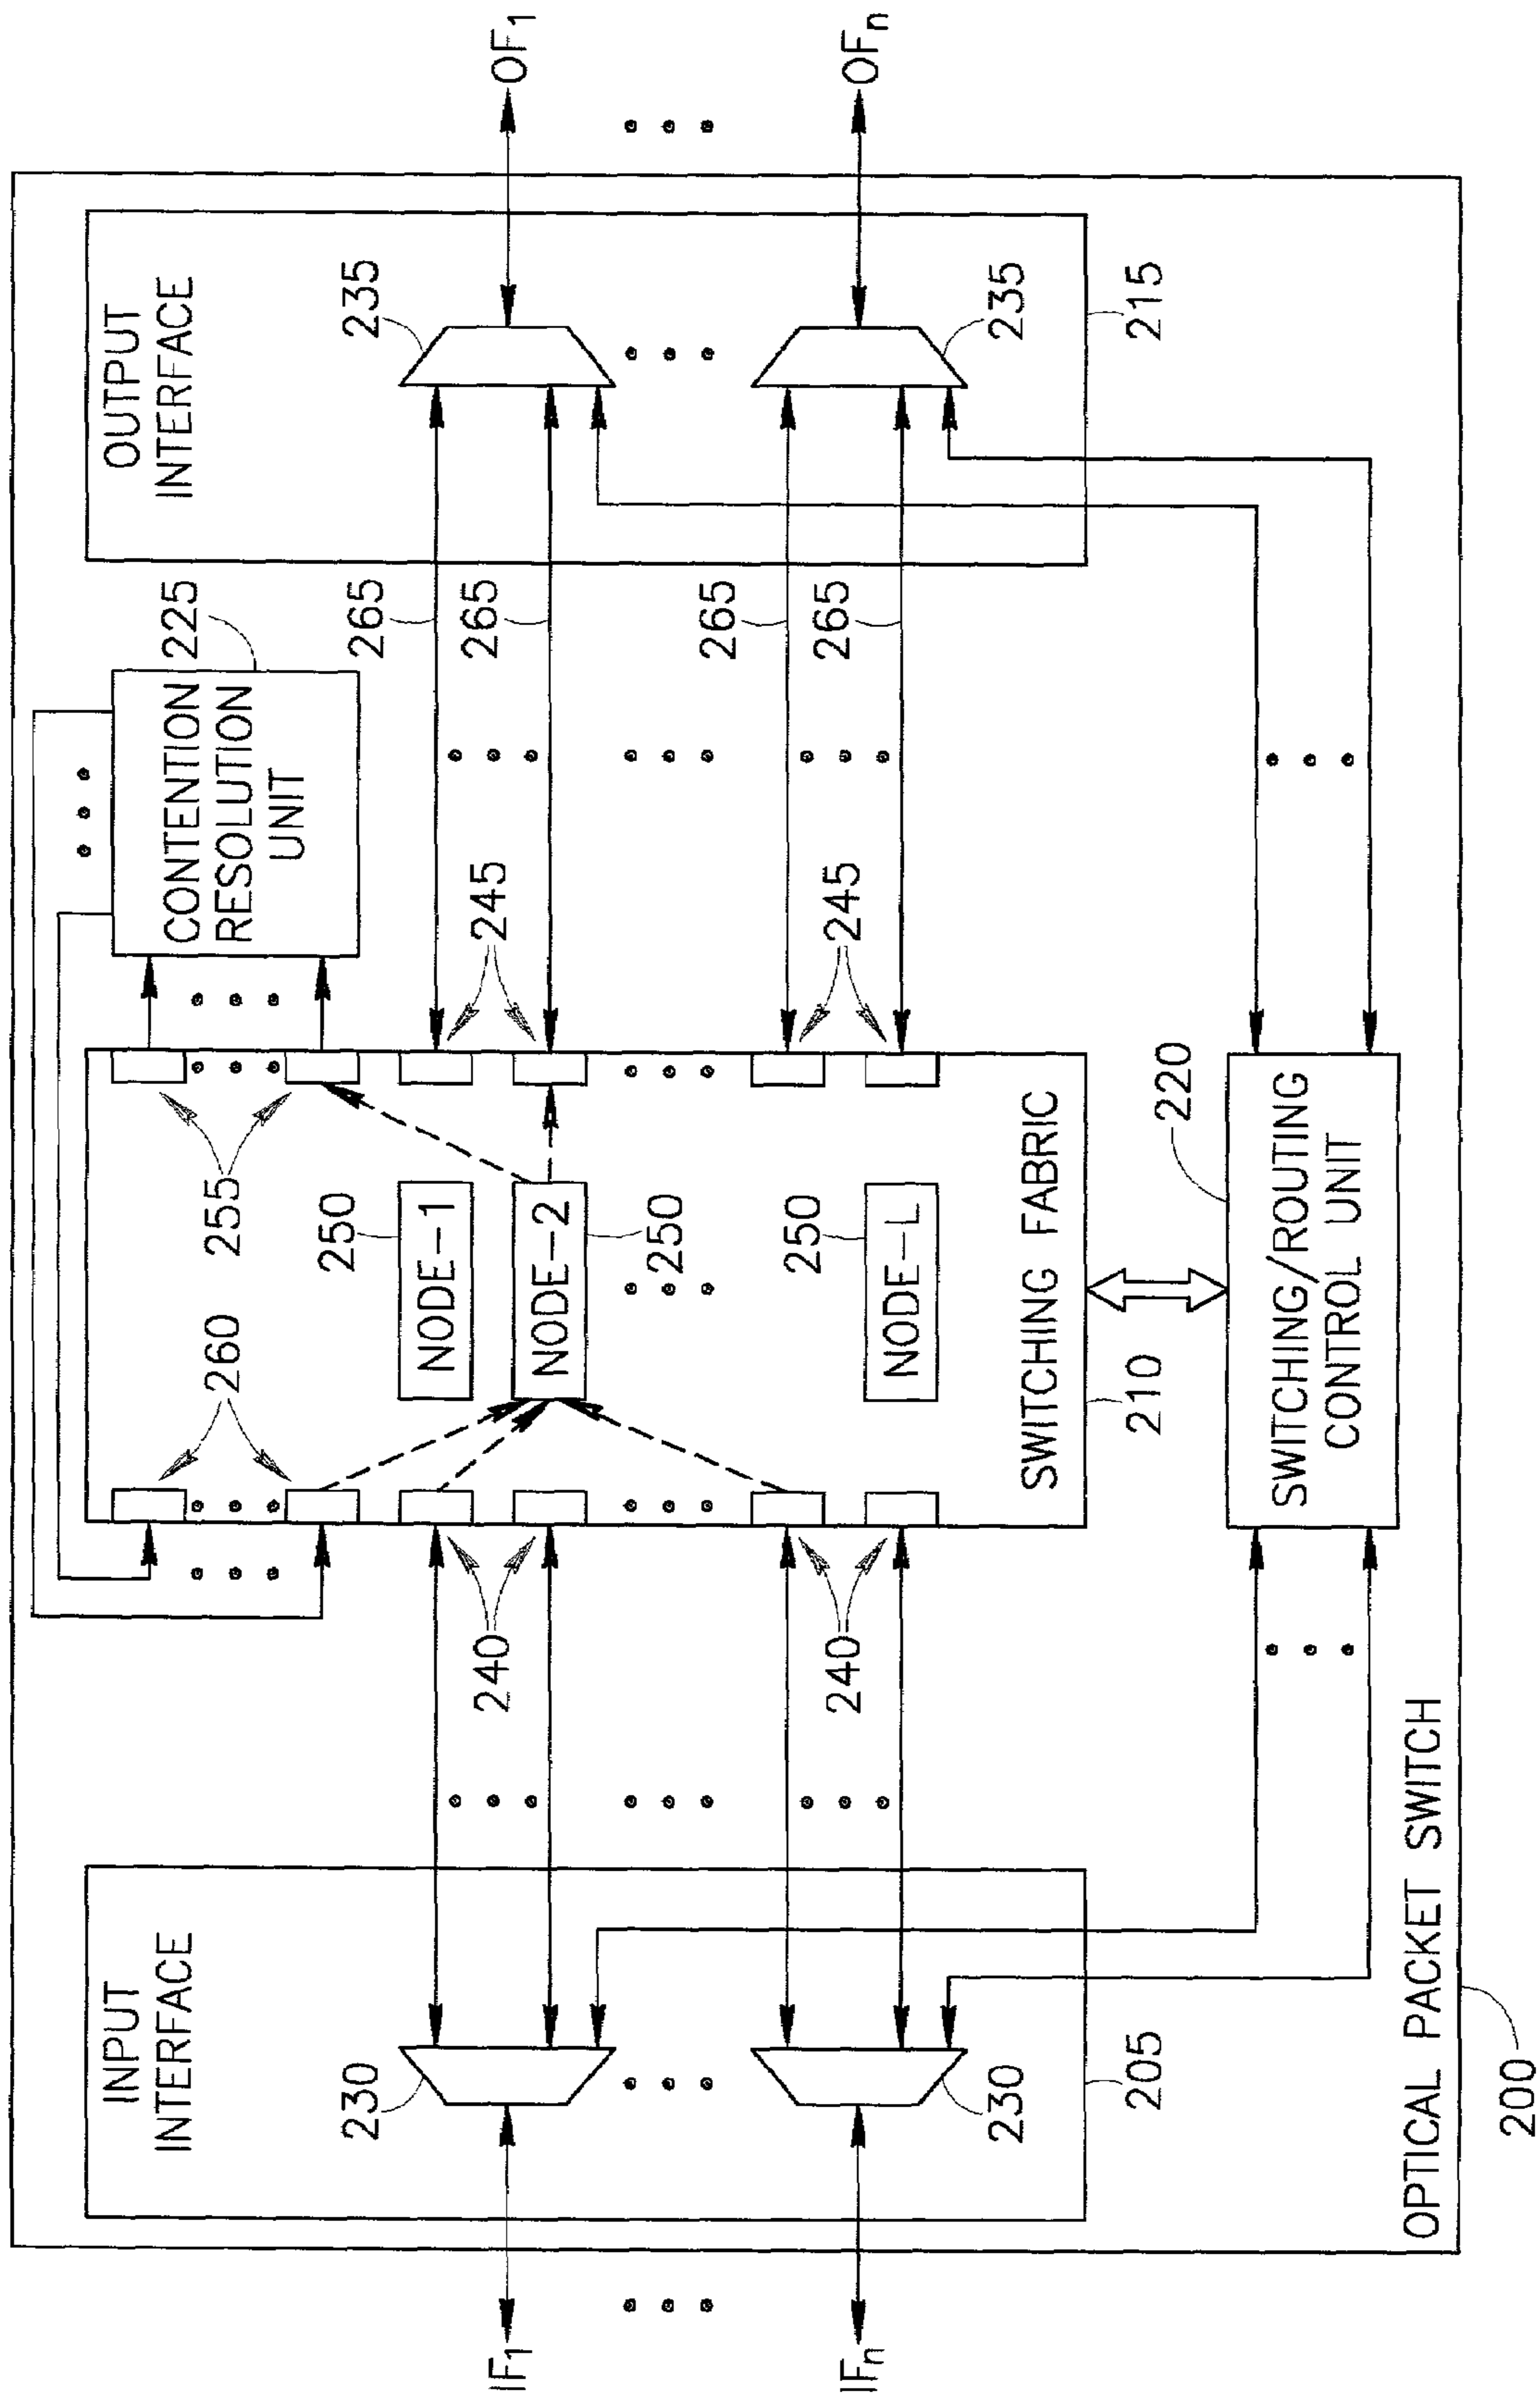 CONTENTION
RESOLUTION
UNIT
225
INPUT
INTERFACE
OUTPUT
INTERFACE
260
255
230
240
250
NODE-1
245
265
235
IF1
OF1
NODE-2
265
250
230
240
250
NODE-L
245
265
265
235
IFn
OFn
205
210
SWITCHING FABRIC
215
220
SWITCHING/ROUTING
CONTROL UNIT
OPTICAL PACKET SWITCH
200